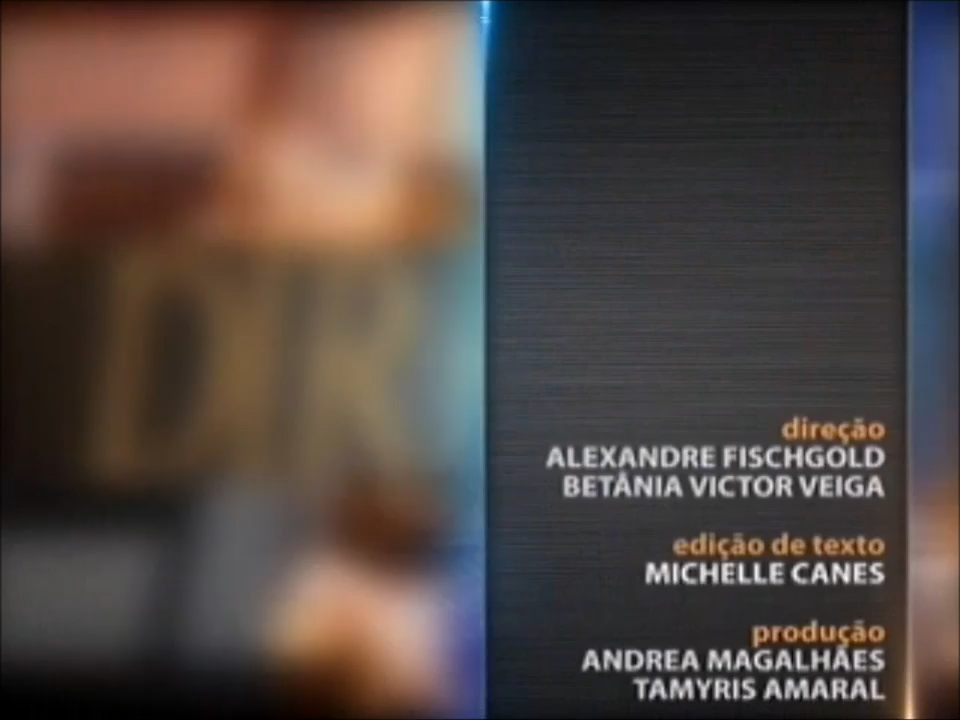 direção
ALEXANDRE FISCHGOLD
BETÂNIA VICTOR VEIGA
edição de texto
MICHELLE CANES
produção
ANDREA MAGALHÃES
TAMYRIS AMARAL